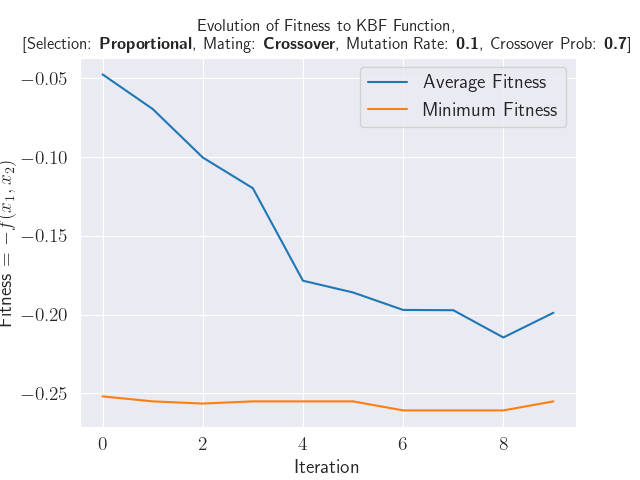 Evolution of Fitness to KBF Function,
[Selection: Proportional, Mating: Crossover, Mutation Rate: 0.1, Crossover Prob: 0.7]
Average Fitness
Minimum Fitness
−0.05
−0.10
−0.15
−0.20
−0.25
Fitness = −f(x₁, x₂)
0 2 4 6 8
Iteration